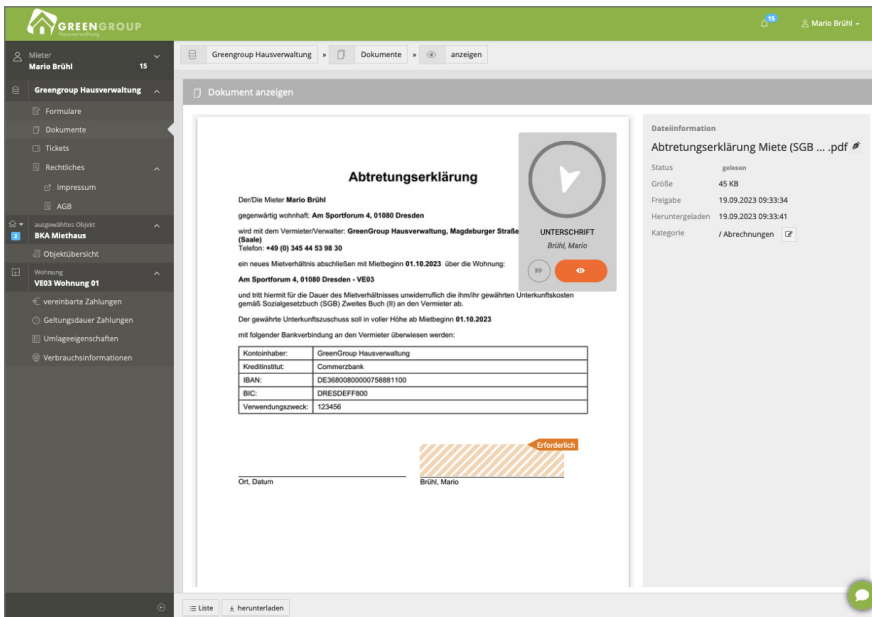 GREENGROUP
Hausverwaltung
15
Mario Brühl
Mieter
Mario Brühl 15
Greengroup Hausverwaltung
Formulare
Dokumente
Tickets
Rechtliches
Impressum
AGB
ausgewähltes Objekt
2 BKA Miethaus
Objektübersicht
Wohnung
VE03 Wohnung 01
vereinbarte Zahlungen
Geltungsdauer Zahlungen
Umlageeigenschaften
Verbrauchsinformationen
Greengroup Hausverwaltung » Dokumente » anzeigen
Dokument anzeigen
Abtretungserklärung
Der/Die Mieter Mario Brühl
gegenwärtig wohnhaft: Am Sportforum 4, 01080 Dresden
wird mit dem Vermieter/Verwalter: GreenGroup Hausverwaltung, Magdeburger Straße
(Saale)
Telefon: +49 (0) 345 44 53 98 30
ein neues Mietverhältnis abschließen mit Mietbeginn 01.10.2023 über die Wohnung:
Am Sportforum 4, 01080 Dresden - VE03
und tritt hiermit für die Dauer des Mietverhältnisses unwiderruflich die ihm/ihr gewährten Unterkunftskosten
gemäß Sozialgesetzbuch (SGB) Zweites Buch (II) an den Vermieter ab.
Der gewährte Unterkunftszuschuss soll in voller Höhe ab Mietbeginn 01.10.2023
mit folgender Bankverbindung an den Vermieter überwiesen werden:
Kontoinhaber: GreenGroup Hausverwaltung
Kreditinstitut: Commerzbank
IBAN: DE36800800000758881100
BIC: DRESDEFF800
Verwendungszweck: 123456
Erforderlich
Ort, Datum
Brühl, Mario
UNTERSCHRIFT
Brühl, Mario
Dateiinformation
Abtretungserklärung Miete (SGB ... .pdf
Status gelesen
Größe 45 KB
Freigabe 19.09.2023 09:33:34
Heruntergeladen 19.09.2023 09:33:41
Kategorie / Abrechnungen
Liste
herunterladen